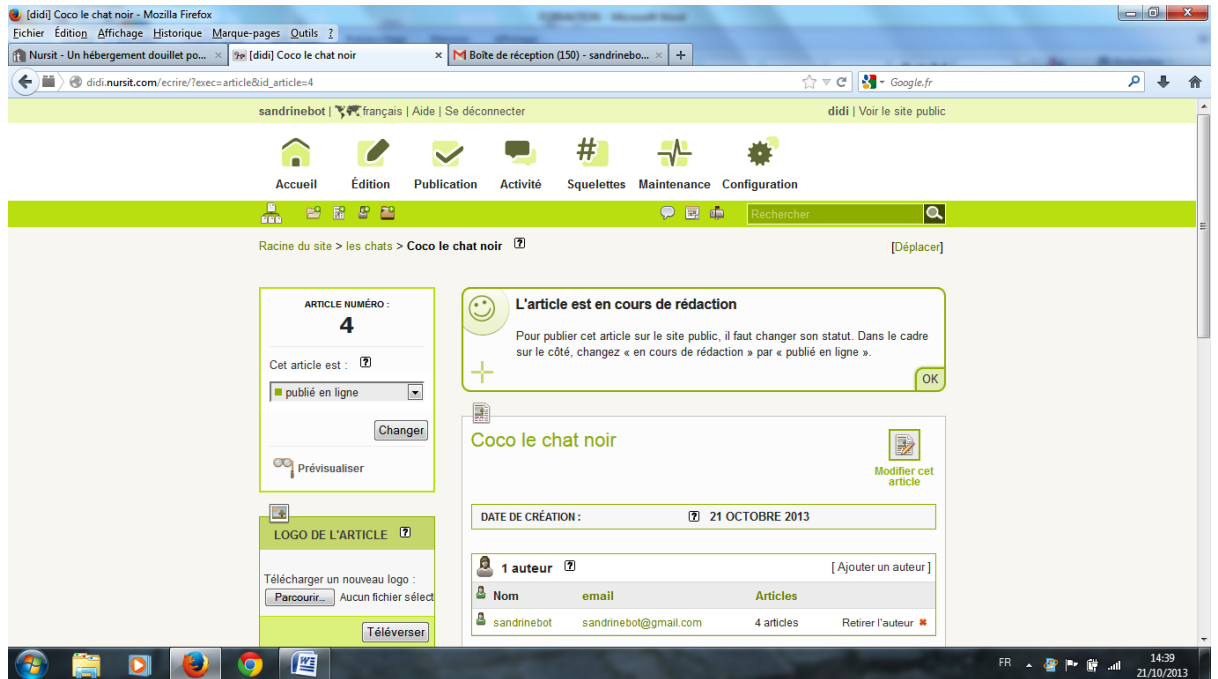 [didi] Coco le chat noir - Mozilla Firefox
Fichier Édition Affichage Historique Marque-pages Outils ?
Nursit - Un hébergement douillet po... × [didi] Coco le chat noir × Boîte de réception (150) - sandrinebo... × +
didi.nursit.com/ecrire/?exec=article&id_article=4 Google.fr
sandrinebot | français | Aide | Se déconnecter didi | Voir le site public
Accueil Édition Publication Activité Squelettes Maintenance Configuration
Rechercher
Racine du site > les chats > Coco le chat noir ? [Déplacer]
ARTICLE NUMÉRO :
4
Cet article est : ?
publié en ligne
Changer
Prévisualiser
L'article est en cours de rédaction
Pour publier cet article sur le site public, il faut changer son statut. Dans le cadre
sur le côté, changez « en cours de rédaction » par « publié en ligne ».
OK
Coco le chat noir
Modifier cet
article
DATE DE CRÉATION : ? 21 OCTOBRE 2013
LOGO DE L'ARTICLE ?
Télécharger un nouveau logo :
Parcourir... Aucun fichier sélect
Téléverser
1 auteur ? [ Ajouter un auteur ]
Nom email Articles
sandrinebot sandrinebot@gmail.com 4 articles Retirer l'auteur
FR 14:39
21/10/2013